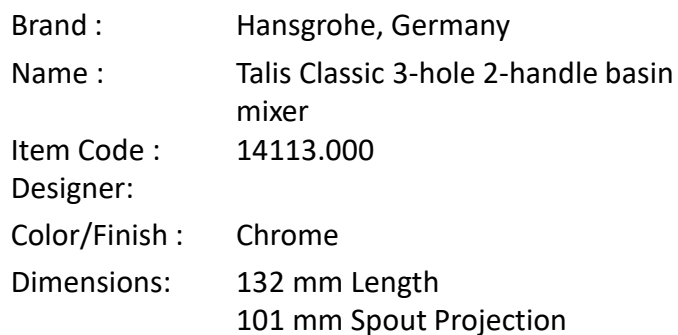 Brand : Hansgrohe, Germany
Name : Talis Classic 3-hole 2-handle basin
mixer
Item Code : 14113.000
Designer:
Color/Finish : Chrome
Dimensions: 132 mm Length
101 mm Spout Projection